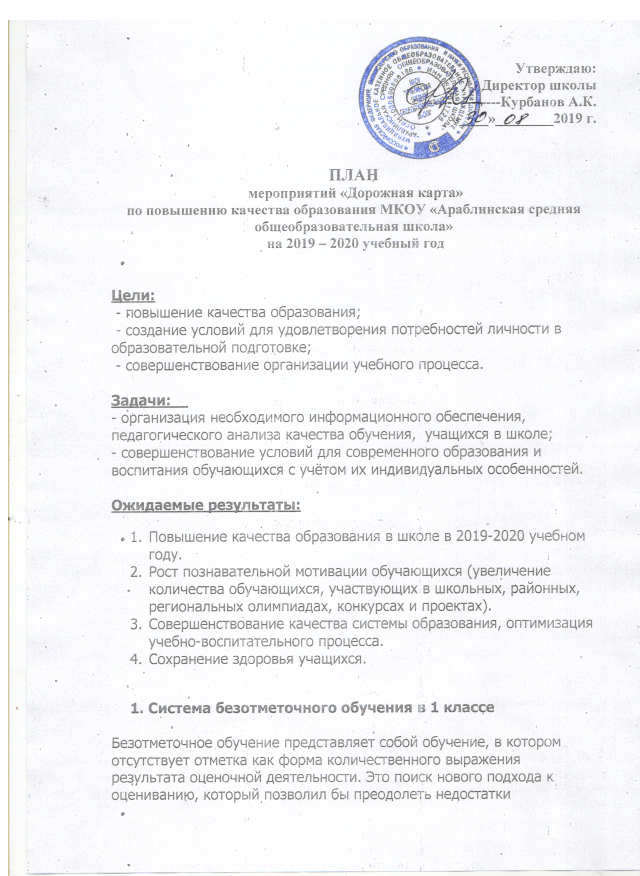 Утверждаю:
Директор школы
-----Курбанов А.К.
30 » 08 2019 г.
ПЛАН
мероприятий «Дорожная карта»
по повышению качества образования МКОУ «Араблинская средняя
общеобразовательная школа»
на 2019 – 2020 учебный год
Цели:
- повышение качества образования;
- создание условий для удовлетворения потребностей личности в
образовательной подготовке;
- совершенствование организации учебного процесса.
Задачи:
- организация необходимого информационного обеспечения,
педагогического анализа качества обучения, учащихся в школе;
- совершенствование условий для современного образования и
воспитания обучающихся с учётом их индивидуальных особенностей.
Ожидаемые результаты:
1. Повышение качества образования в школе в 2019-2020 учебном
году.
2. Рост познавательной мотивации обучающихся (увеличение
количества обучающихся, участвующих в школьных, районных,
региональных олимпиадах, конкурсах и проектах).
3. Совершенствование качества системы образования, оптимизация
учебно-воспитательного процесса.
4. Сохранение здоровья учащихся.
1. Система безотметочного обучения в 1 классе
Безотметочное обучение представляет собой обучение, в котором
отсутствует отметка как форма количественного выражения
результата оценочной деятельности. Это поиск нового подхода к
оцениванию, который позволил бы преодолеть недостатки